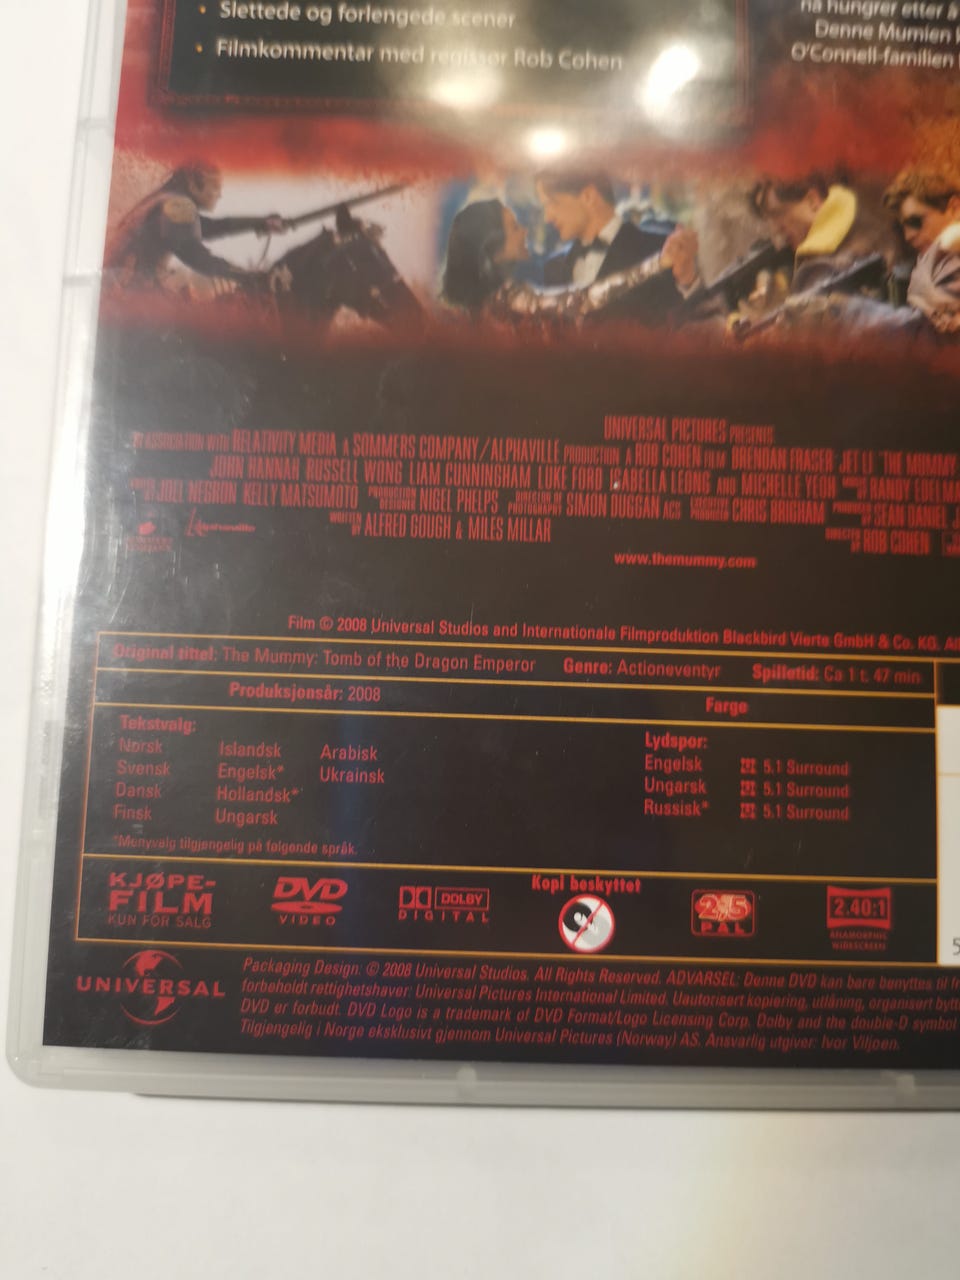 • Slettede og forlengede scener
• Filmkommentar med regissør Rob Cohen
na hungrer etter å
Denne Mumien
O'Connell-familien
UNIVERSAL PICTURES PRESENTS
IN ASSOCIATION WITH RELATIVITY MEDIA A SOMMERS COMPANY/ALPHAVILLE PRODUCTION A ROB COHEN FILM BRENDAN FRASER JET LI "THE MUMMY
JOHN HANNAH RUSSELL WONG LIAM CUNNINGHAM LUKE FORD ISABELLA LEONG AND MICHELLE YEOH RANDY EDELM
JOEL NEGRON KELLY MATSUMOTO PRODUCTION DESIGNER NIGEL PHELPS DIRECTOR OF PHOTOGRAPHY SIMON DUGGAN ACS EXECUTIVE PRODUCER CHRIS BRIGHAM PRODUCED BY SEAN DANIEL
WRITTEN BY ALFRED GOUGH & MILES MILLAR DIRECTED BY ROB COHEN
www.themummy.com
Film © 2008 Universal Studios and Internationale Filmproduktion Blackbird Vierte GmbH & Co. KG. All
Original tittel: The Mummy: Tomb of the Dragon Emperor Genre: Actioneventyr Spilletid: Ca 1 t. 47 min
Produksjonsår: 2008 Farge
Tekstvalg:
Norsk Islandsk Arabisk
Svensk Engelsk* Ukrainsk
Dansk Hollandsk*
Finsk Ungarsk
*Menyvalg tilgjengelig på følgende språk.
Lydspor:
Engelsk 5.1 Surround
Ungarsk 5.1 Surround
Russisk* 5.1 Surround
KJØPE-
FILM
KUN FOR SALG
DVD
VIDEO
DOLBY
DIGITAL
Kopi beskyttet
2,5
PAL
2.40:1
ANAMORPHIC
WIDESCREEN
5
UNIVERSAL
Packaging Design: © 2008 Universal Studios. All Rights Reserved. ADVARSEL: Denne DVD kan bare benyttes til
forbeholdt rettighetshaver: Universal Pictures International Limited. Uautorisert kopiering, utlåning, organisert bytt
DVD er forbudt. DVD Logo is a trademark of DVD Format/Logo Licensing Corp. Dolby and the double-D symbol
Tilgjengelig i Norge eksklusivt gjennom Universal Pictures (Norway) AS. Ansvarlig utgiver: Ivor Viljoen.